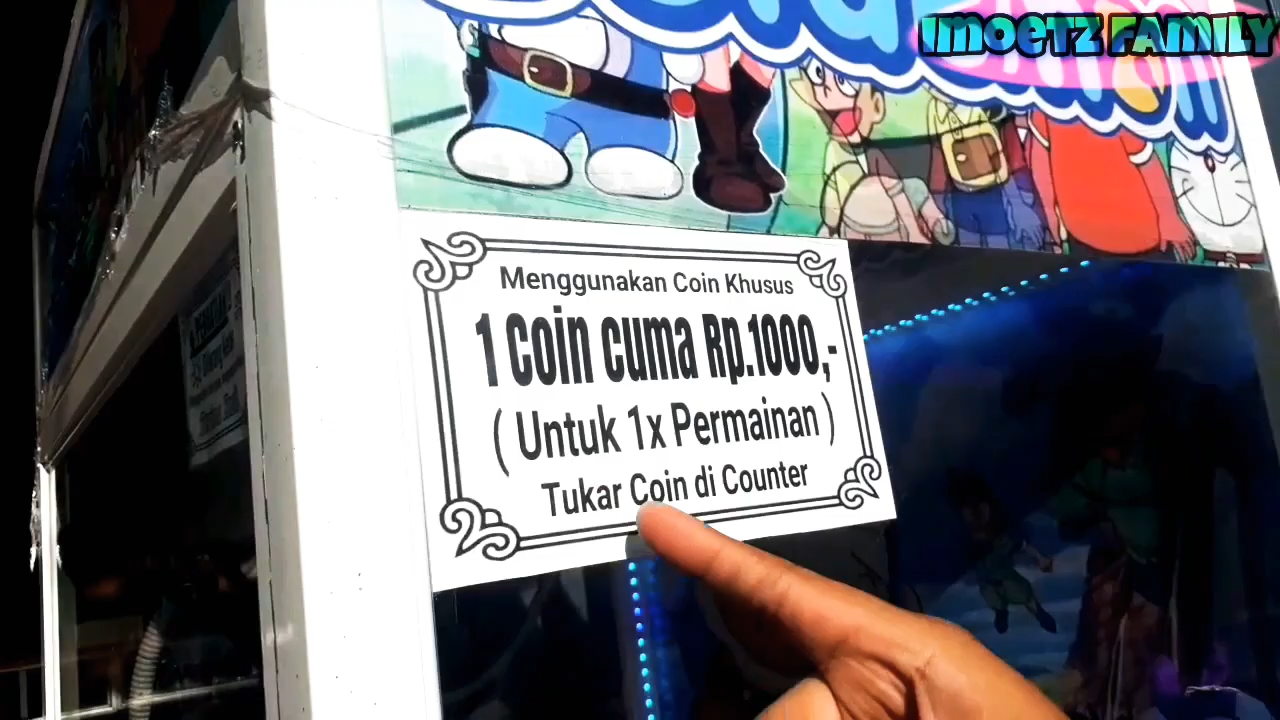 IMOETZ FAMILY
Menggunakan Coin Khusus
1 Coin cuma Rp.1000,-
( Untuk 1x Permainan )
Tukar Coin di Counter